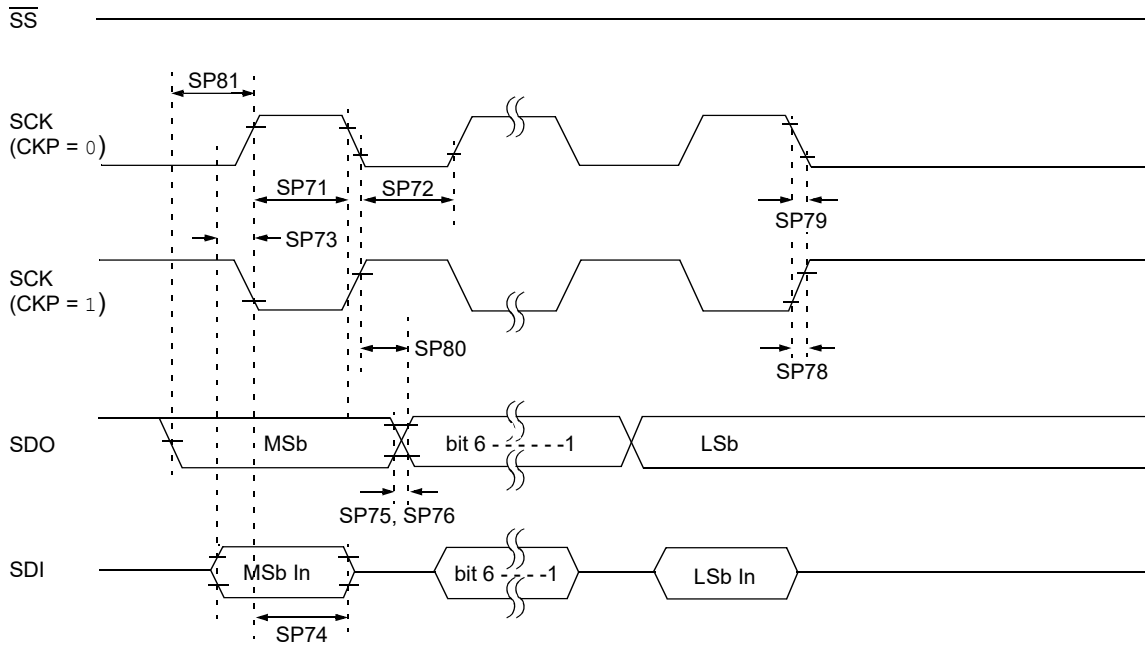 SS
SP81
SCK
(CKP = 0)
SP71
SP72
SP79
SP73
SCK
(CKP = 1)
SP80
SP78
SDO
MSb
bit 6 - - - - - -1
LSb
SP75, SP76
SDI
MSb In
bit 6 - - - - -1
LSb In
SP74